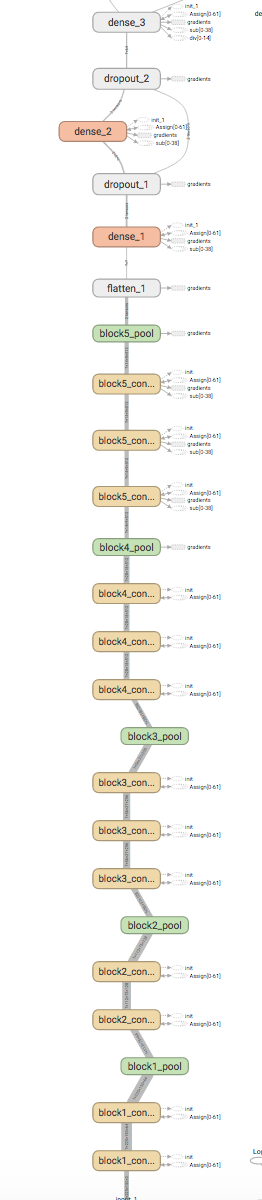 de
dense_3
init_1
Assign[0-61]
gradients
sub[0-38]
div[0-14]
dropout_2
gradients
dense_2
init_1
Assign[0-61]
gradients
sub[0-38]
dropout_1
gradients
dense_1
init_1
Assign[0-61]
gradients
sub[0-38]
flatten_1
gradients
block5_pool
gradients
block5_con...
init
Assign[0-61]
gradients
sub[0-38]
block5_con...
init
Assign[0-61]
gradients
sub[0-38]
block5_con...
init
Assign[0-61]
gradients
sub[0-38]
block4_pool
gradients
block4_con...
init
Assign[0-61]
block4_con...
init
Assign[0-61]
block4_con...
init
Assign[0-61]
block3_pool
block3_con...
init
Assign[0-61]
block3_con...
init
Assign[0-61]
block3_con...
init
Assign[0-61]
block2_pool
block2_con...
init
Assign[0-61]
block2_con...
init
Assign[0-61]
block1_pool
block1_con...
init
Assign[0-61]
block1_con...
init
Assign[0-61]
input_1